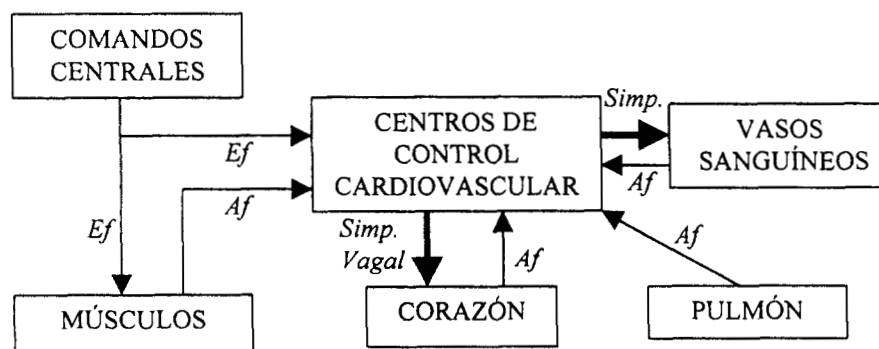 COMANDOS
CENTRALES
Simp.
CENTROS DE
CONTROL
CARDIOVASCULAR
VASOS
SANGUÍNEOS
Ef
Af
Af
Ef
Simp.
Vagal
Af
Af
MÚSCULOS
CORAZÓN
PULMÓN